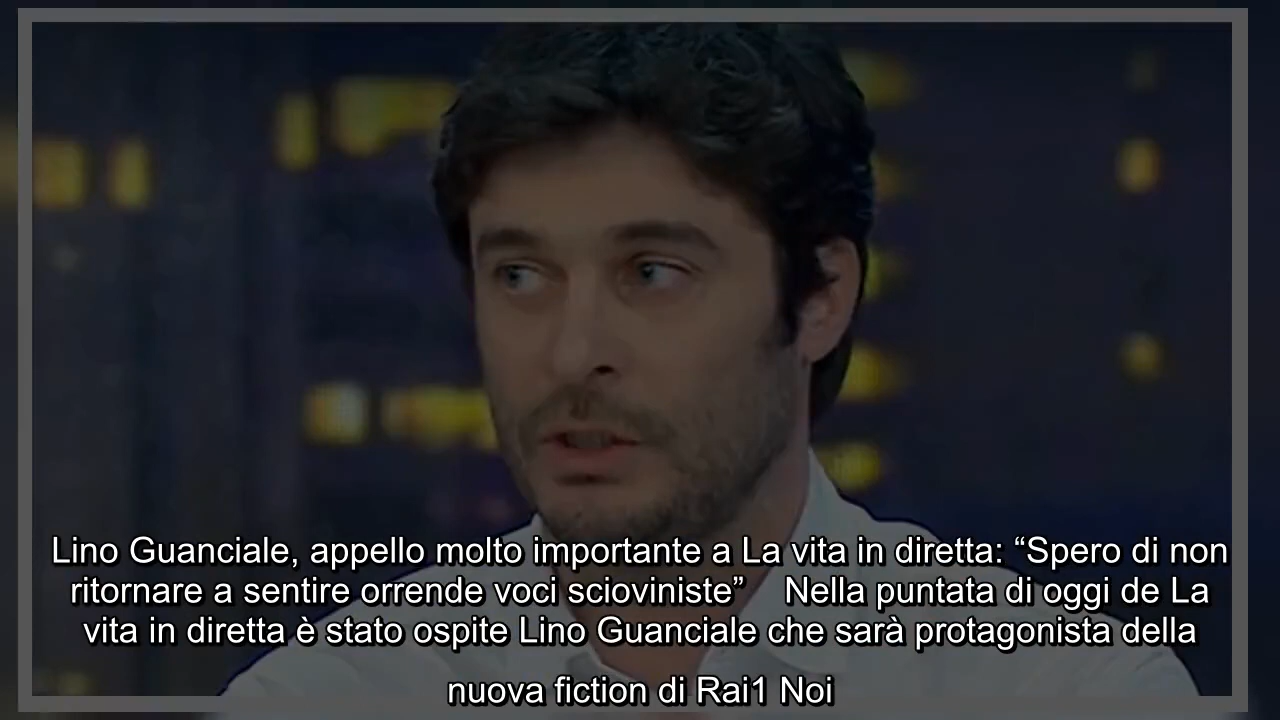 Lino Guanciale, appello molto importante a La vita in diretta: “Spero di non
ritornare a sentire orrende voci scioviniste” Nella puntata di oggi de La
vita in diretta è stato ospite Lino Guanciale che sarà protagonista della
nuova fiction di Rai1 Noi